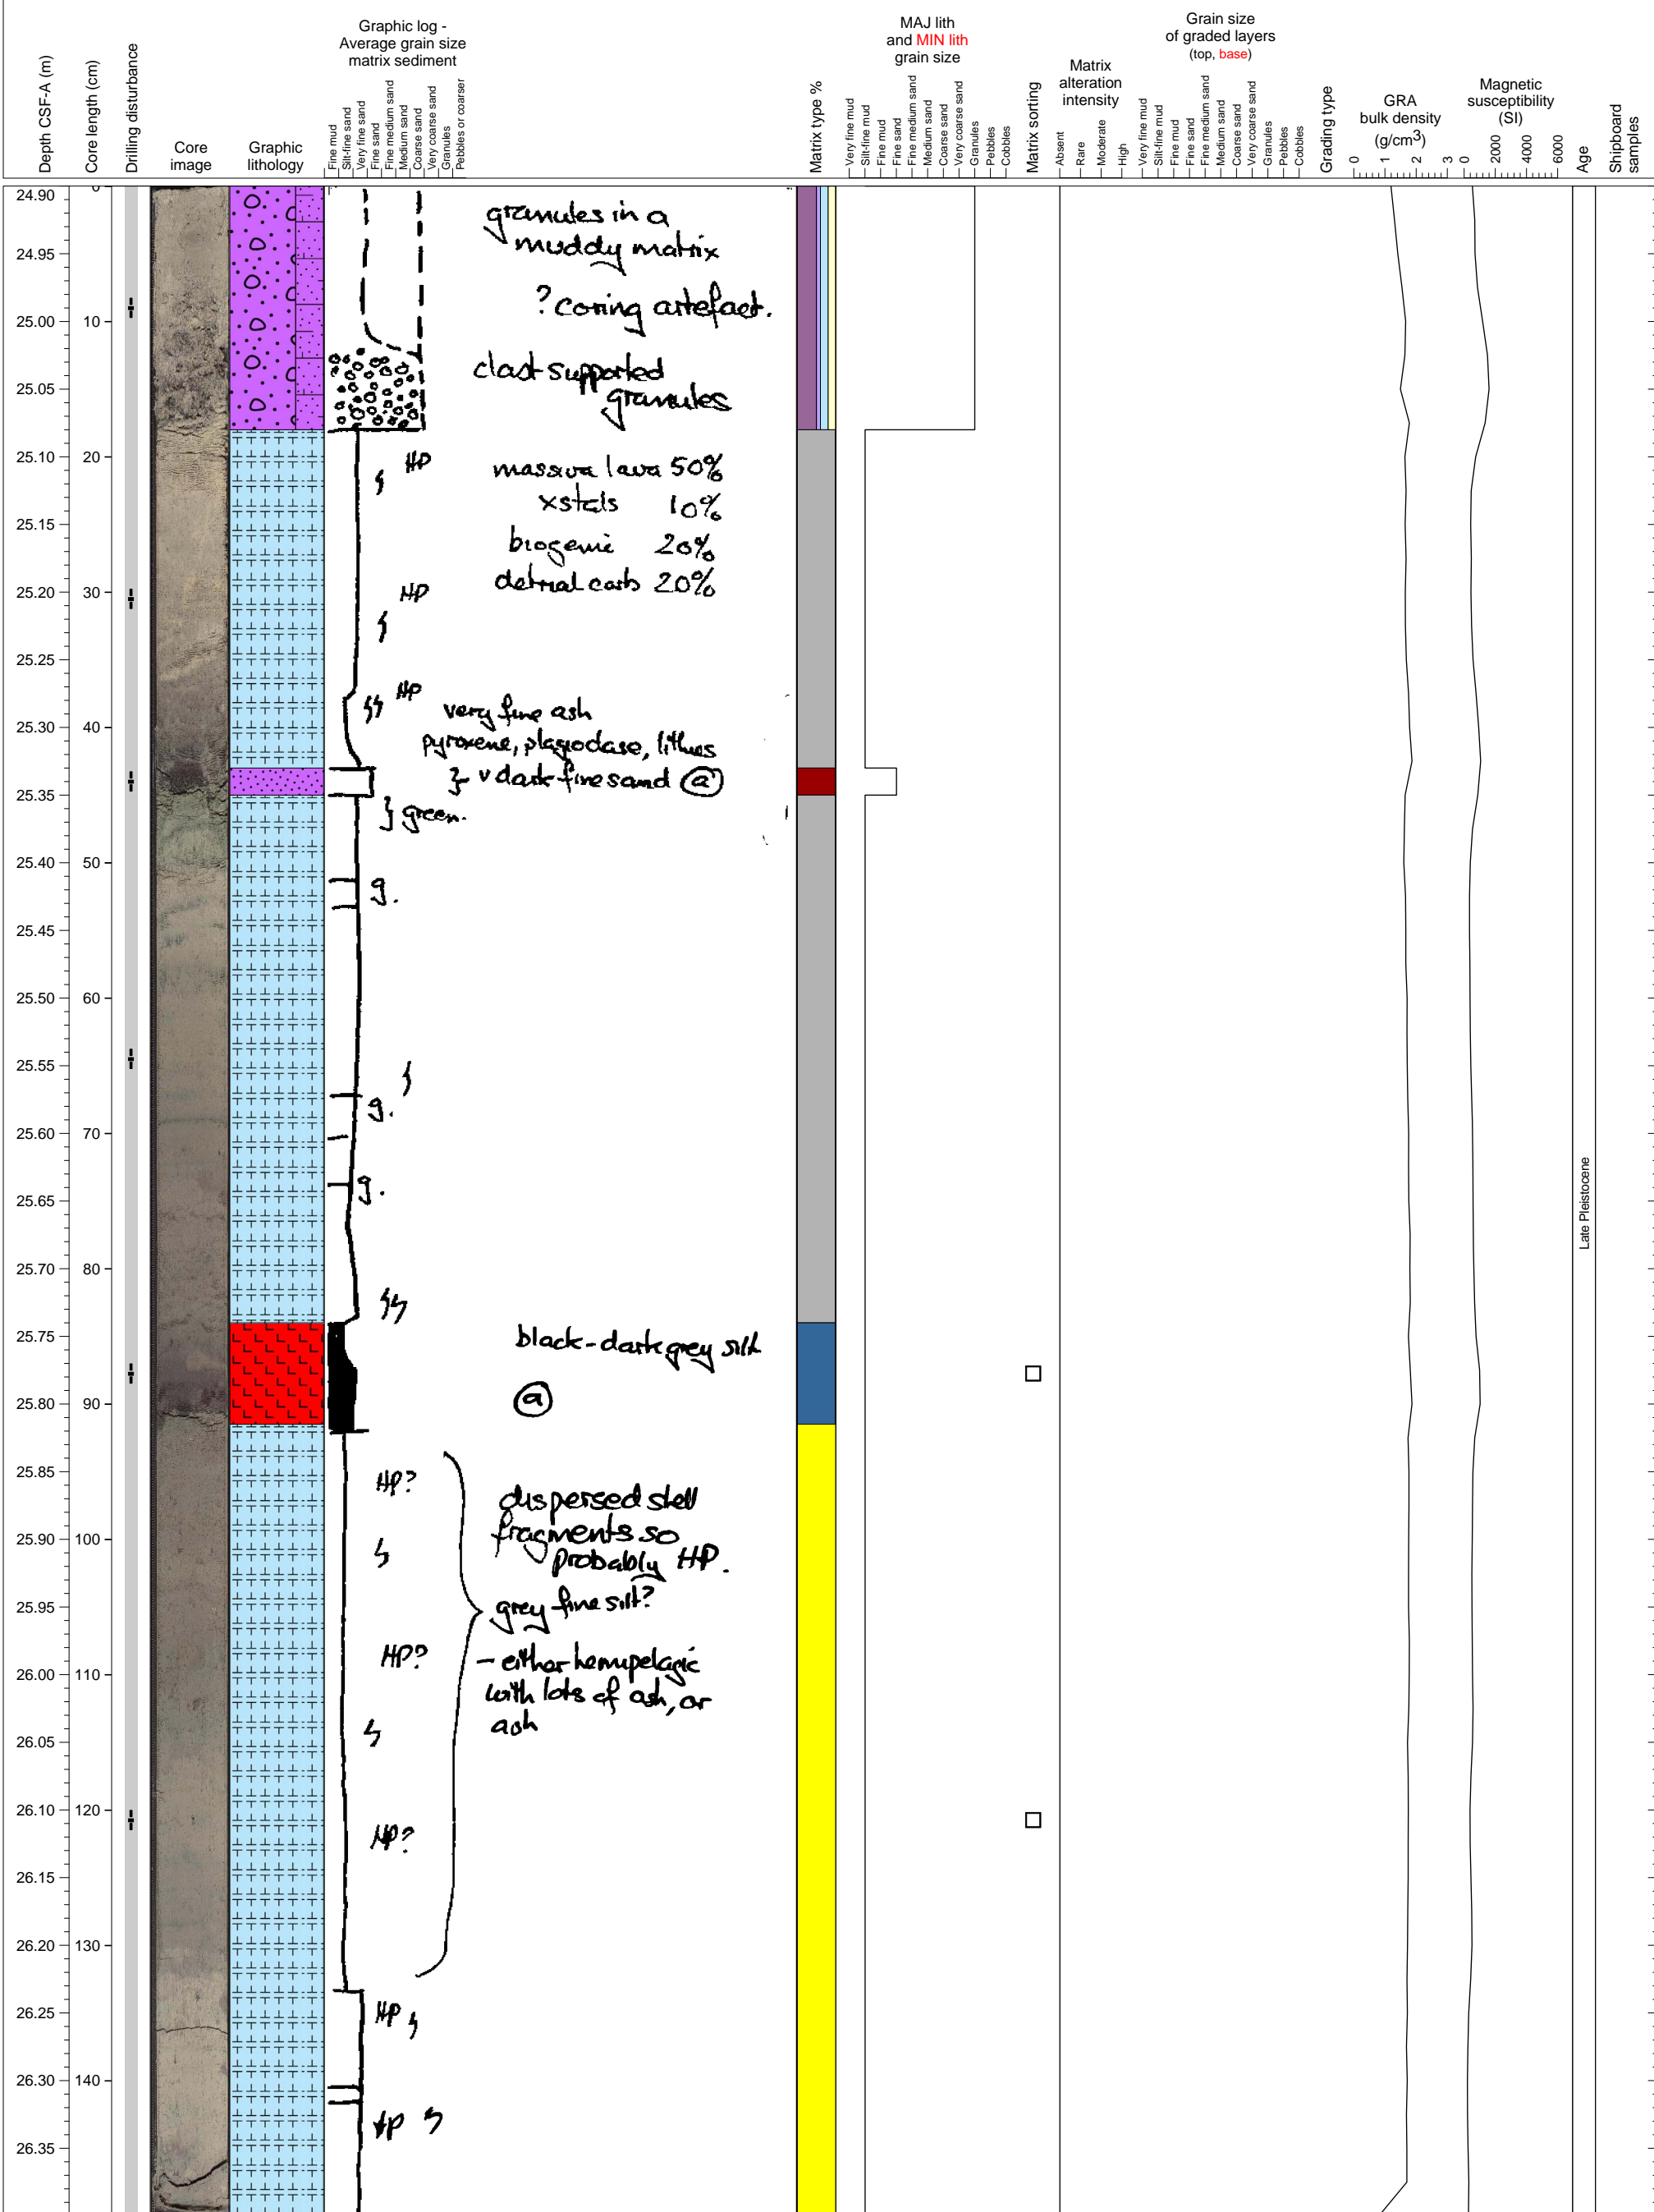 Depth CSF-A (m)
Core length (cm)
Drilling disturbance
Core
image
Graphic
lithology
Graphic log -
Average grain size
matrix sediment
Fine mud
Silt-fine sand
Very fine sand
Fine sand
Fine medium sand
Medium sand
Coarse sand
Very coarse sand
Granules
Pebbles or coarser
Matrix type %
MAJ lith
and MIN lith
grain size
Very fine mud
Silt-fine mud
Fine mud
Fine sand
Fine medium sand
Medium sand
Coarse sand
Very coarse sand
Granules
Pebbles
Cobbles
Matrix sorting
Matrix
alteration
intensity
Absent
Rare
Moderate
High
Grain size
of graded layers
(top, base)
Very fine mud
Silt-fine mud
Fine mud
Fine sand
Fine medium sand
Medium sand
Coarse sand
Very coarse sand
Granules
Pebbles
Cobbles
Grading type
GRA
bulk density
(g/cm3)
0 1 2 3
Magnetic
susceptibility
(SI)
0 2000 4000 6000
Age
Shipboard
samples
24.90 0
granules in a
muddy matrix
24.95
? coring artefact.
25.00 10
clast supported
granules
25.05
25.10 20
HP
massive lava 50%
xstals 10%
25.15
biogenic 20%
detrial carb 20%
25.20 30
HP
25.25
HP
very fine ash
25.30 40
pyroxene, plagioclase, lithics
} v dark fine sand (a)
25.35
} green.
25.40 50
g.
25.45
25.50 60
25.55
g.
25.60 70
g.
25.65
Late Pleistocene
25.70 80
25.75
black-dark grey silt
(a)
25.80 90
25.85
HP?
dispersed shell
fragments so
probably HP.
25.90 100
25.95
grey fine silt?
HP?
26.00 110
- either hemipelagic
with lots of ash, or
ash
26.05
26.10 120
HP?
26.15
26.20 130
26.25
HP
26.30 140
HP
26.35